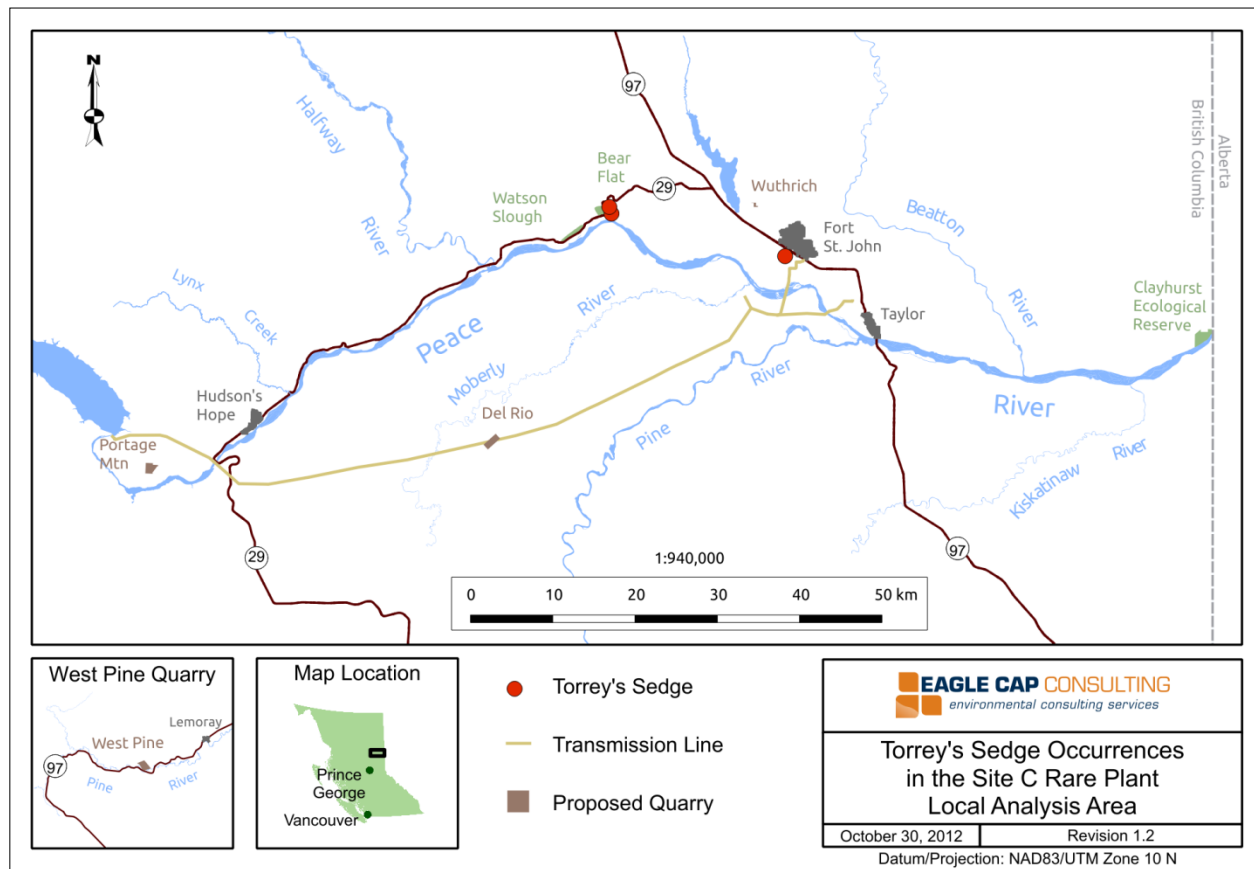 N
Halfway
River
97
Bear
Flat
29
Watson
Slough
Wuthrich
Fort
St. John
Beatton
River
Alberta
British Columbia
Lynx
Creek
River
Peace
Moberly
Taylor
Clayhurst
Ecological
Reserve
River
Hudson's
Hope
Del Rio
Pine
River
Portage
Mtn
Kiskatinaw
River
29
97
1:940,000
0 10 20 30 40 50 km
West Pine Quarry
Lemoray
West Pine
97
Pine
River
Map Location
Prince
George
Vancouver
Torrey's Sedge
Transmission Line
Proposed Quarry
EAGLE CAP CONSULTING
environmental consulting services
Torrey's Sedge Occurrences
in the Site C Rare Plant
Local Analysis Area
October 30, 2012 Revision 1.2
Datum/Projection: NAD83/UTM Zone 10 N